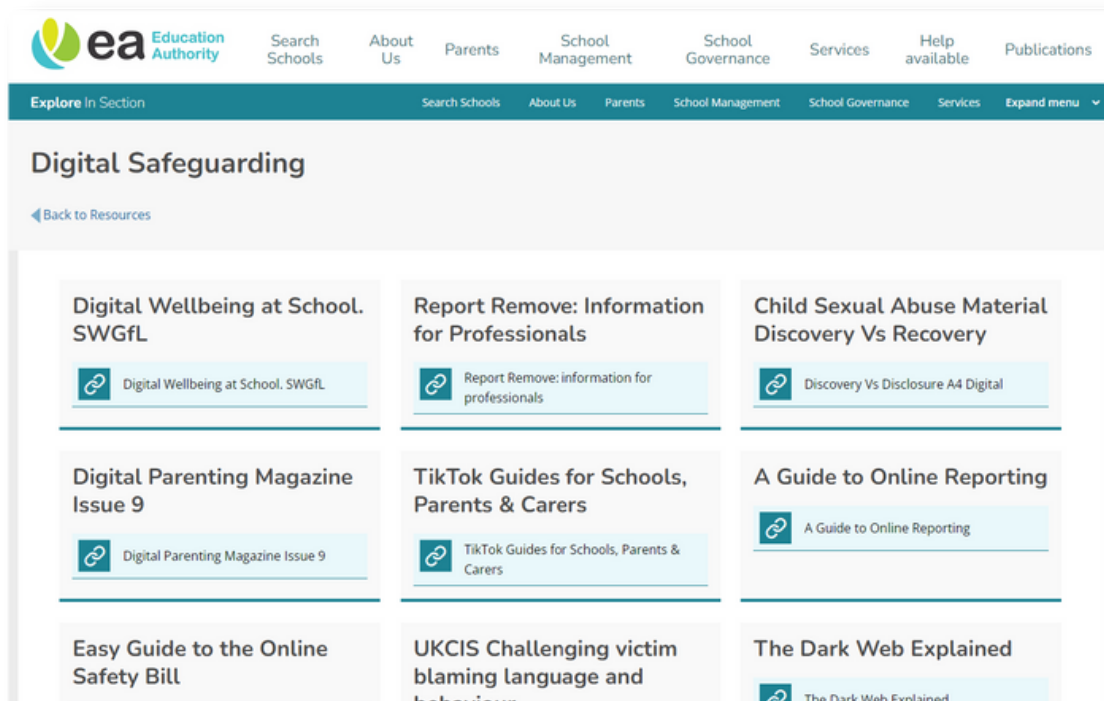 ea Education
Authority
Search
Schools
About
Us
Parents
School
Management
School
Governance
Services
Help
available
Publications
Explore In Section
Search Schools
About Us
Parents
School Management
School Governance
Services
Expand menu
Digital Safeguarding
Back to Resources
Digital Wellbeing at School.
SWGfL
Digital Wellbeing at School. SWGfL
Report Remove: Information
for Professionals
Report Remove: information for
professionals
Child Sexual Abuse Material
Discovery Vs Recovery
Discovery Vs Disclosure A4 Digital
Digital Parenting Magazine
Issue 9
Digital Parenting Magazine Issue 9
TikTok Guides for Schools,
Parents & Carers
TikTok Guides for Schools, Parents &
Carers
A Guide to Online Reporting
A Guide to Online Reporting
Easy Guide to the Online
Safety Bill
UKCIS Challenging victim
blaming language and
behaviour
The Dark Web Explained
The Dark Web Explained